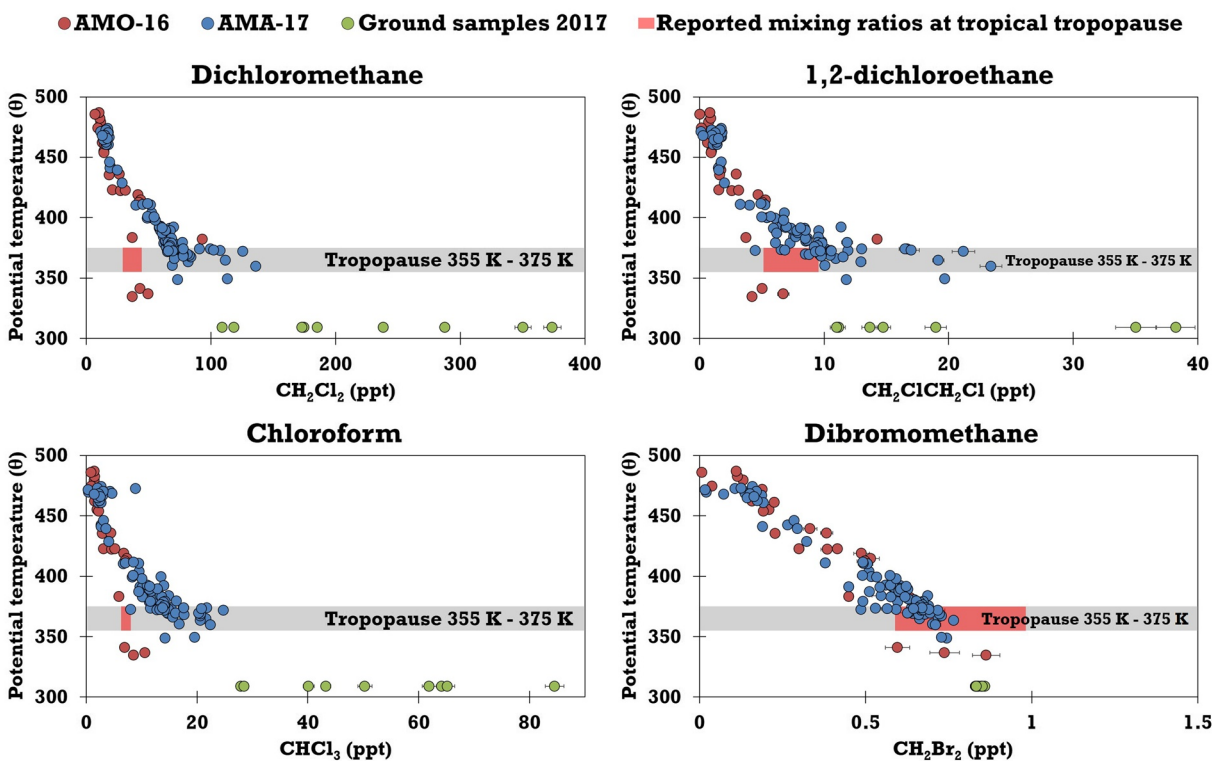 AMO-16 AMA-17 Ground samples 2017 Reported mixing ratios at tropical tropopause
Dichloromethane
Potential temperature (θ)
500
450
400
350
300
Tropopause 355 K - 375 K
0 100 200 300 400
CH₂Cl₂ (ppt)
1,2-dichloroethane
Potential temperature (θ)
500
450
400
350
300
Tropopause 355 K - 375 K
0 10 20 30 40
CH₂ClCH₂Cl (ppt)
Chloroform
Potential temperature (θ)
500
450
400
350
300
Tropopause 355 K - 375 K
0 20 40 60 80
CHCl₃ (ppt)
Dibromomethane
Potential temperature (θ)
500
450
400
350
300
Tropopause 355 K - 375 K
0 0.5 1 1.5
CH₂Br₂ (ppt)